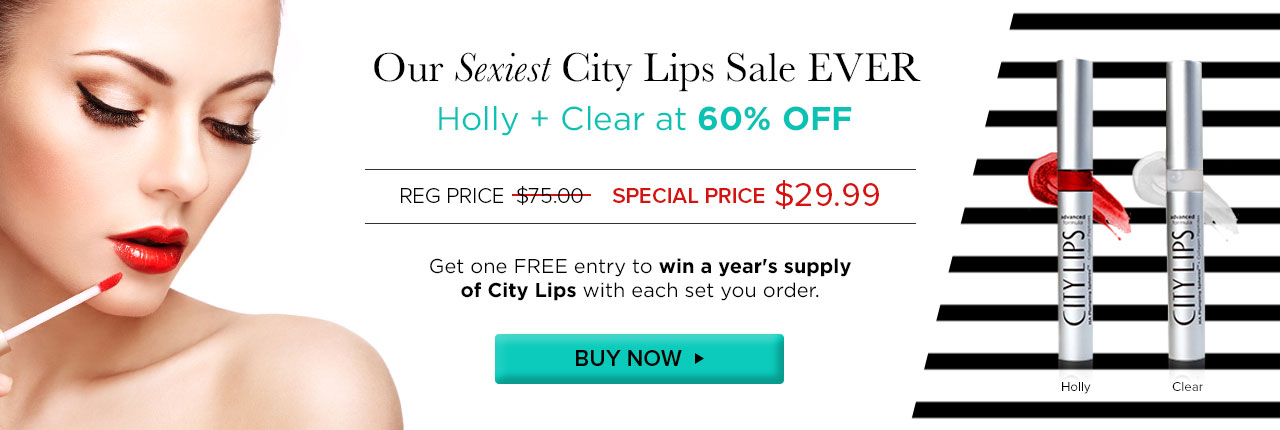 Our Sexiest City Lips Sale EVER
Holly + Clear at 60% OFF
REG PRICE $75.00 SPECIAL PRICE $29.99
Get one FREE entry to win a year's supply
of City Lips with each set you order.
BUY NOW
advanced
formula
CITY LIPS
advanced
formula
CITY LIPS
Holly
Clear